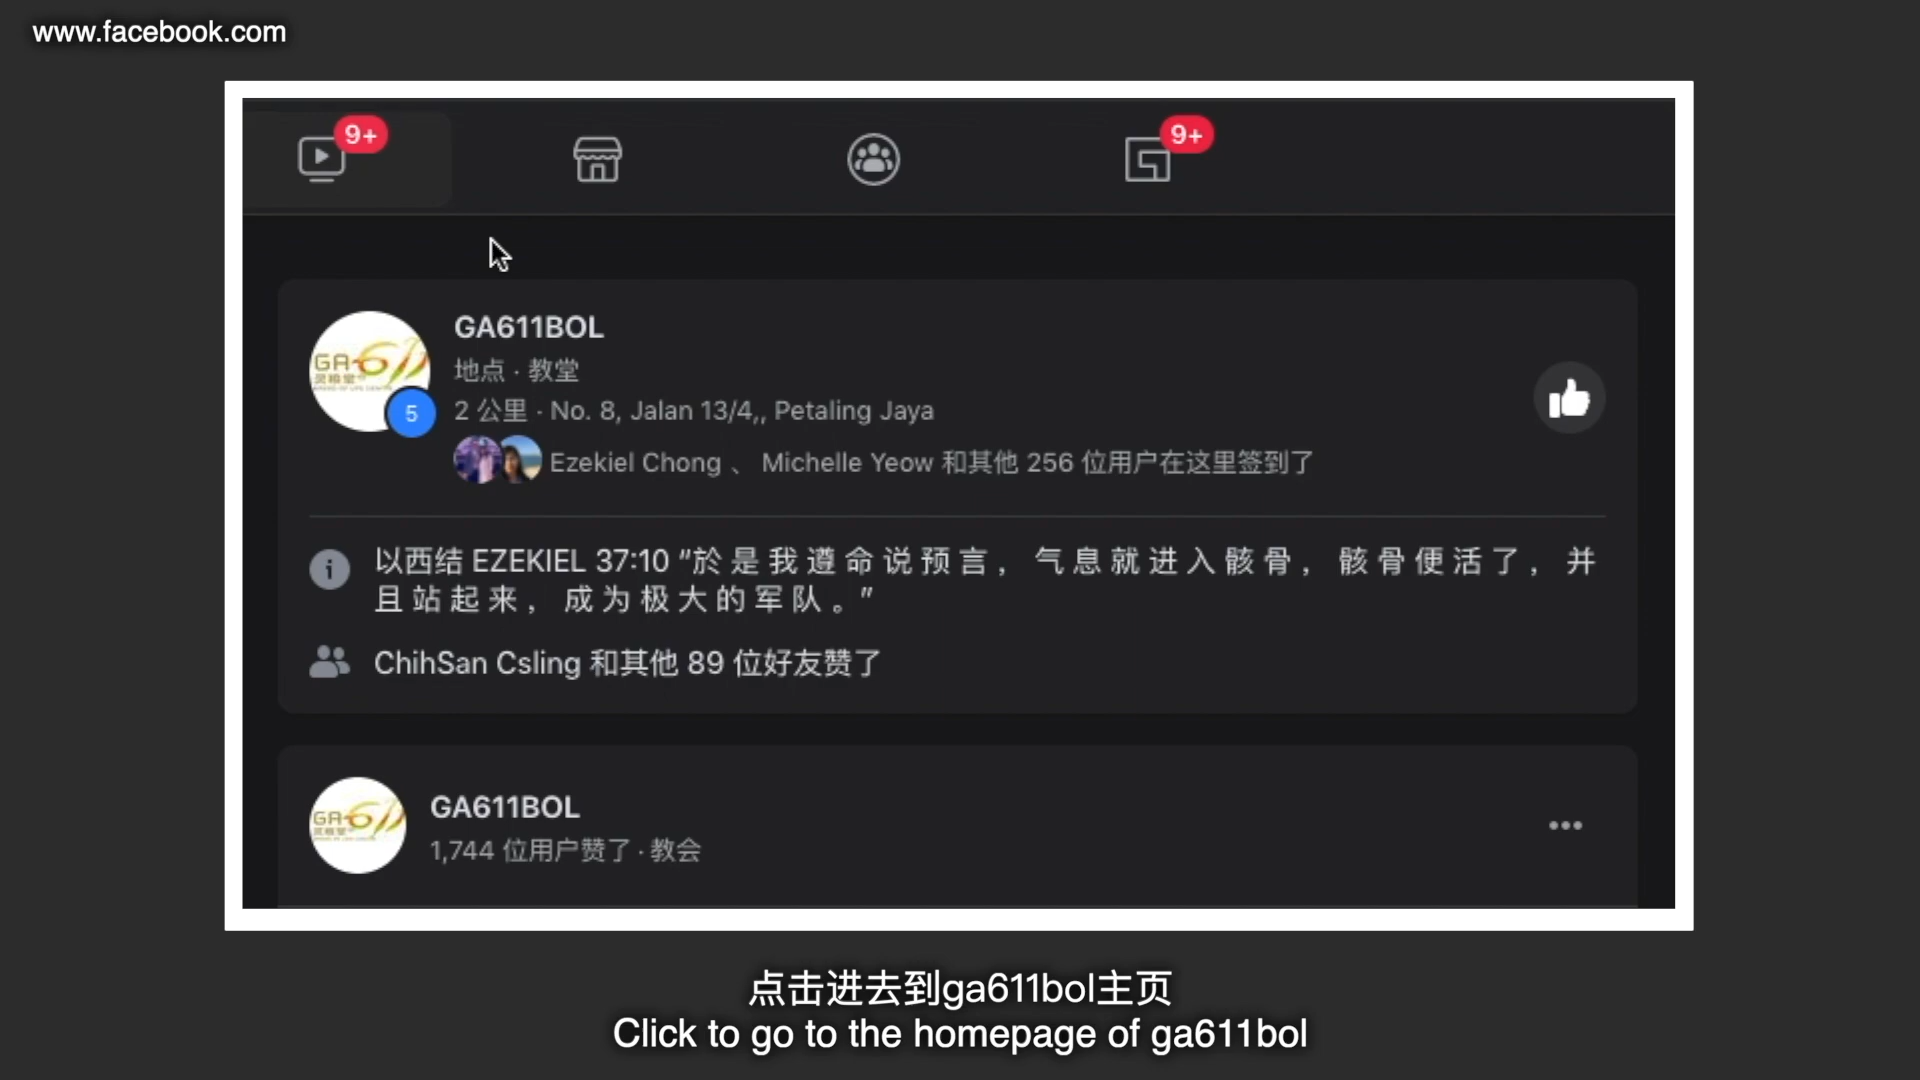 www.facebook.com
9+
9+
GA611BOL
地点 · 教堂
5
2 公里 · No. 8, Jalan 13/4,, Petaling Jaya
Ezekiel Chong 、 Michelle Yeow 和其他 256 位用户在这里签到了
以西结 EZEKIEL 37:10 “於是我遵命说预言，气息就进入骸骨，骸骨便活了，并
且站起来，成为极大的军队。”
ChihSan Csling 和其他 89 位好友赞了
GA611BOL
1,744 位用户赞了 · 教会
点击进去到ga611bol主页
Click to go to the homepage of ga611bol